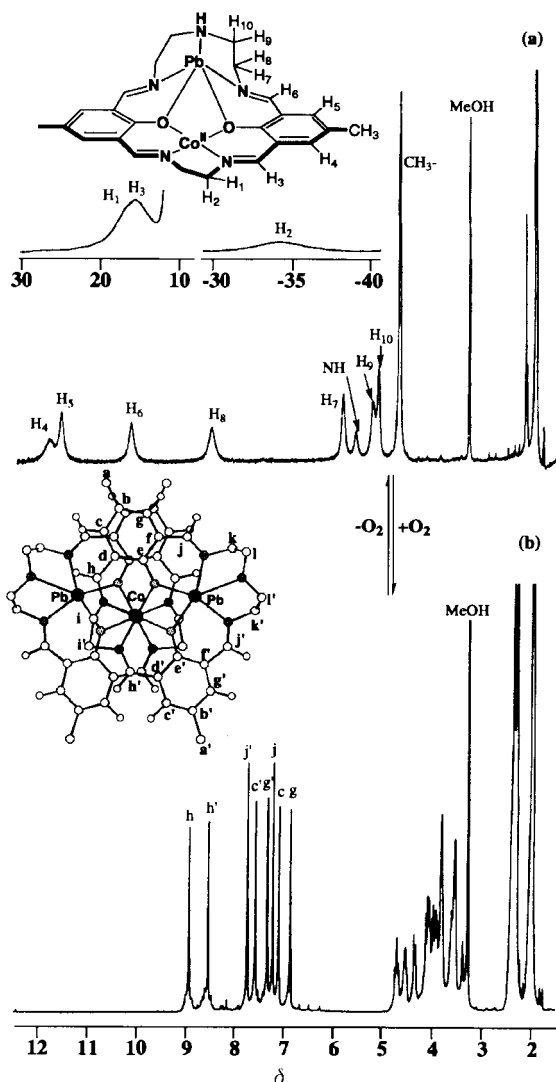 (a)
H10
H
N
H9
H8
H7
Pb
N
N
H6
O
O
H5
CoII
CH3
H4
N
N
H1
H3
H2
H1 H3
H2
30 20 10 -30 -35 -40
CH3-
MeOH
H4
H5
H6
H8
H7
NH
H9
H10
-O2 +O2
(b)
a
b
g
c
f
d
e
j
k
l
h
Pb
Co
Pb
l'
k'
i
i'
j'
h'
d'
e'
f'
g'
c'
b'
a'
MeOH
h
h'
j'
c'
g'
j
c
g
12 11 10 9 8 7 6 5 4 3 2
δ